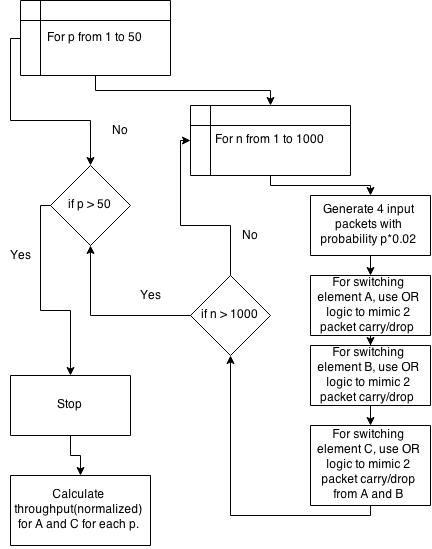 For p from 1 to 50
No
For n from 1 to 1000
if p > 50
Generate 4 input
packets with
probability p*0.02
No
Yes
For switching
element A, use OR
logic to mimic 2
packet carry/drop
Yes
if n > 1000
For switching
element B, use OR
logic to mimic 2
packet carry/drop
Stop
For switching
element C, use OR
logic to mimic 2
packet carry/drop
from A and B
Calculate
throughput(normalized)
for A and C for each p.